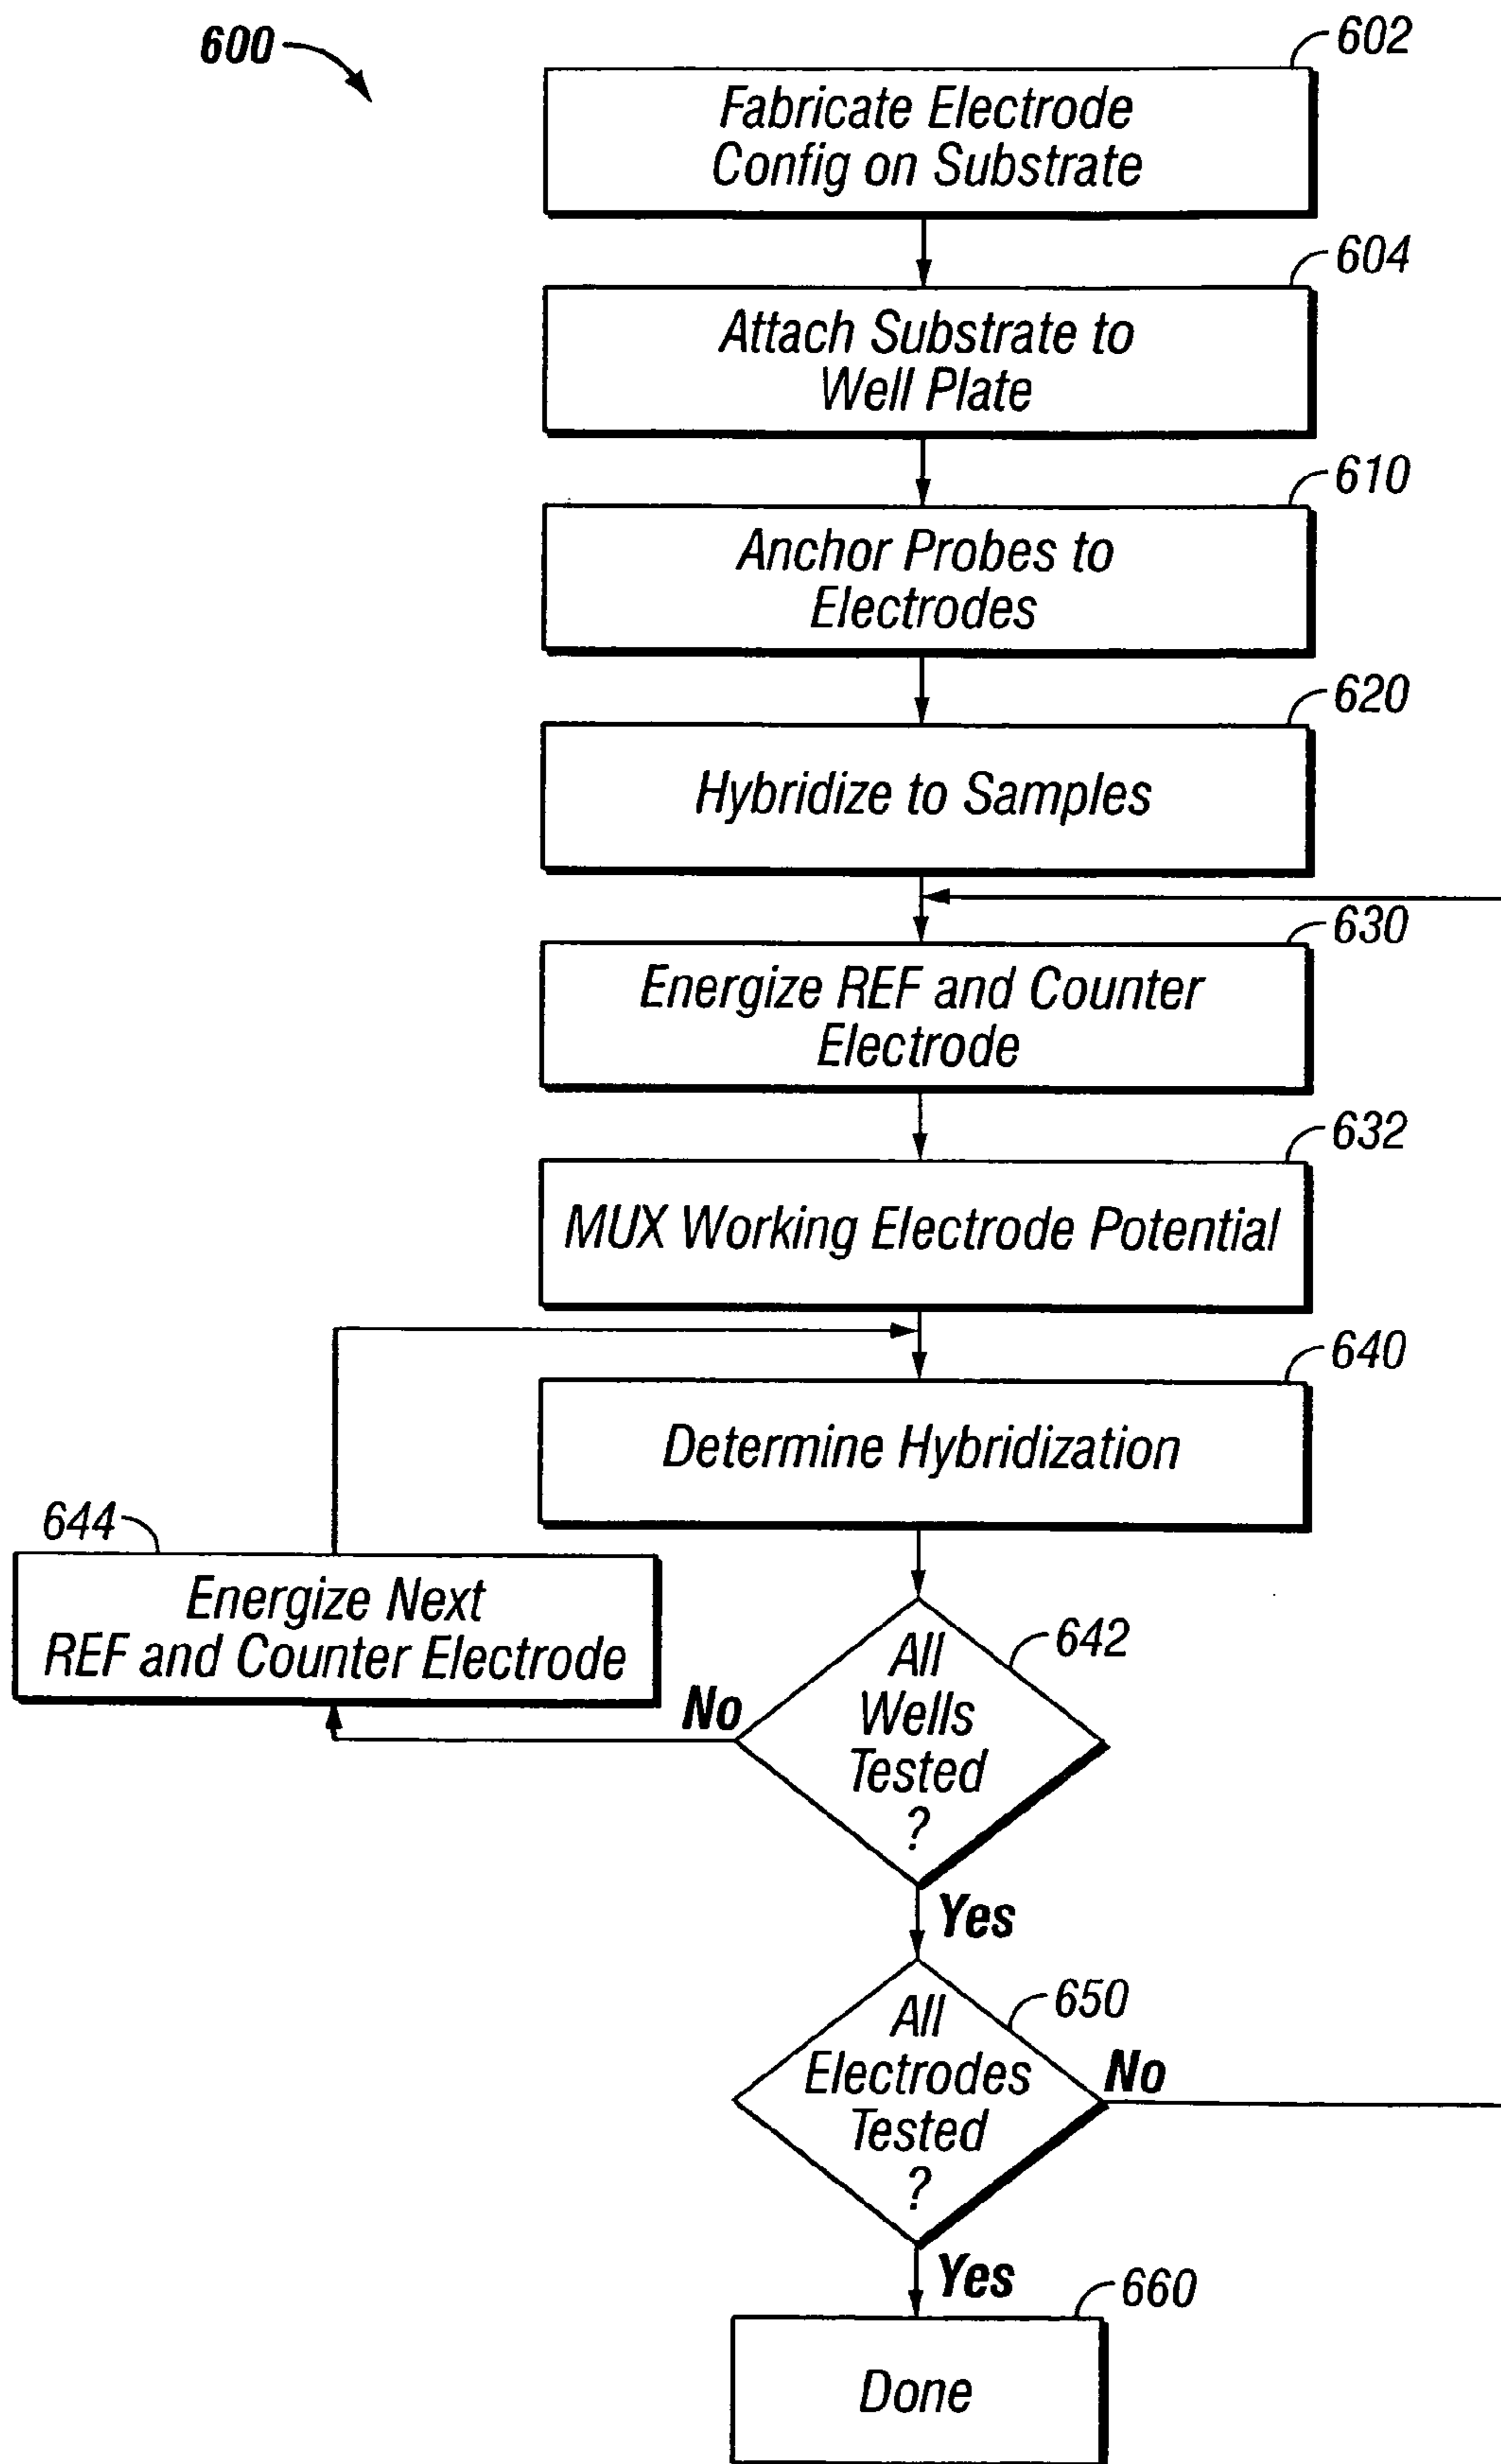 600
602
Fabricate Electrode
Config on Substrate
604
Attach Substrate to
Well Plate
610
Anchor Probes to
Electrodes
620
Hybridize to Samples
630
Energize REF and Counter
Electrode
632
MUX Working Electrode Potential
640
Determine Hybridization
644
Energize Next
REF and Counter Electrode
642
All
Wells
Tested
?
No
Yes
650
All
Electrodes
Tested
?
No
Yes
660
Done